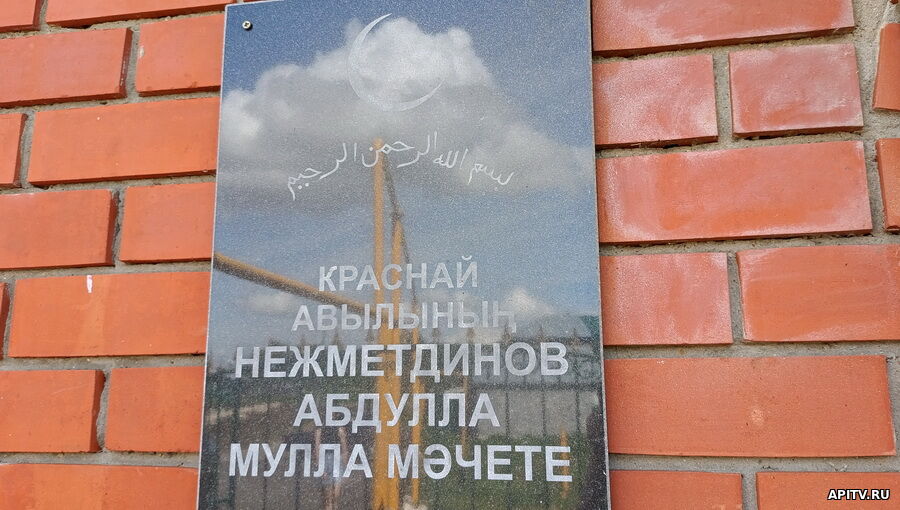 بسم الله الرحمن الرحيم
КРАСНАЙ
АВЫЛЫНЫҢ
НЕЖМЕТДИНОВ
АБДУЛЛА
МУЛЛА МӘЧЕТЕ
APITV.RU